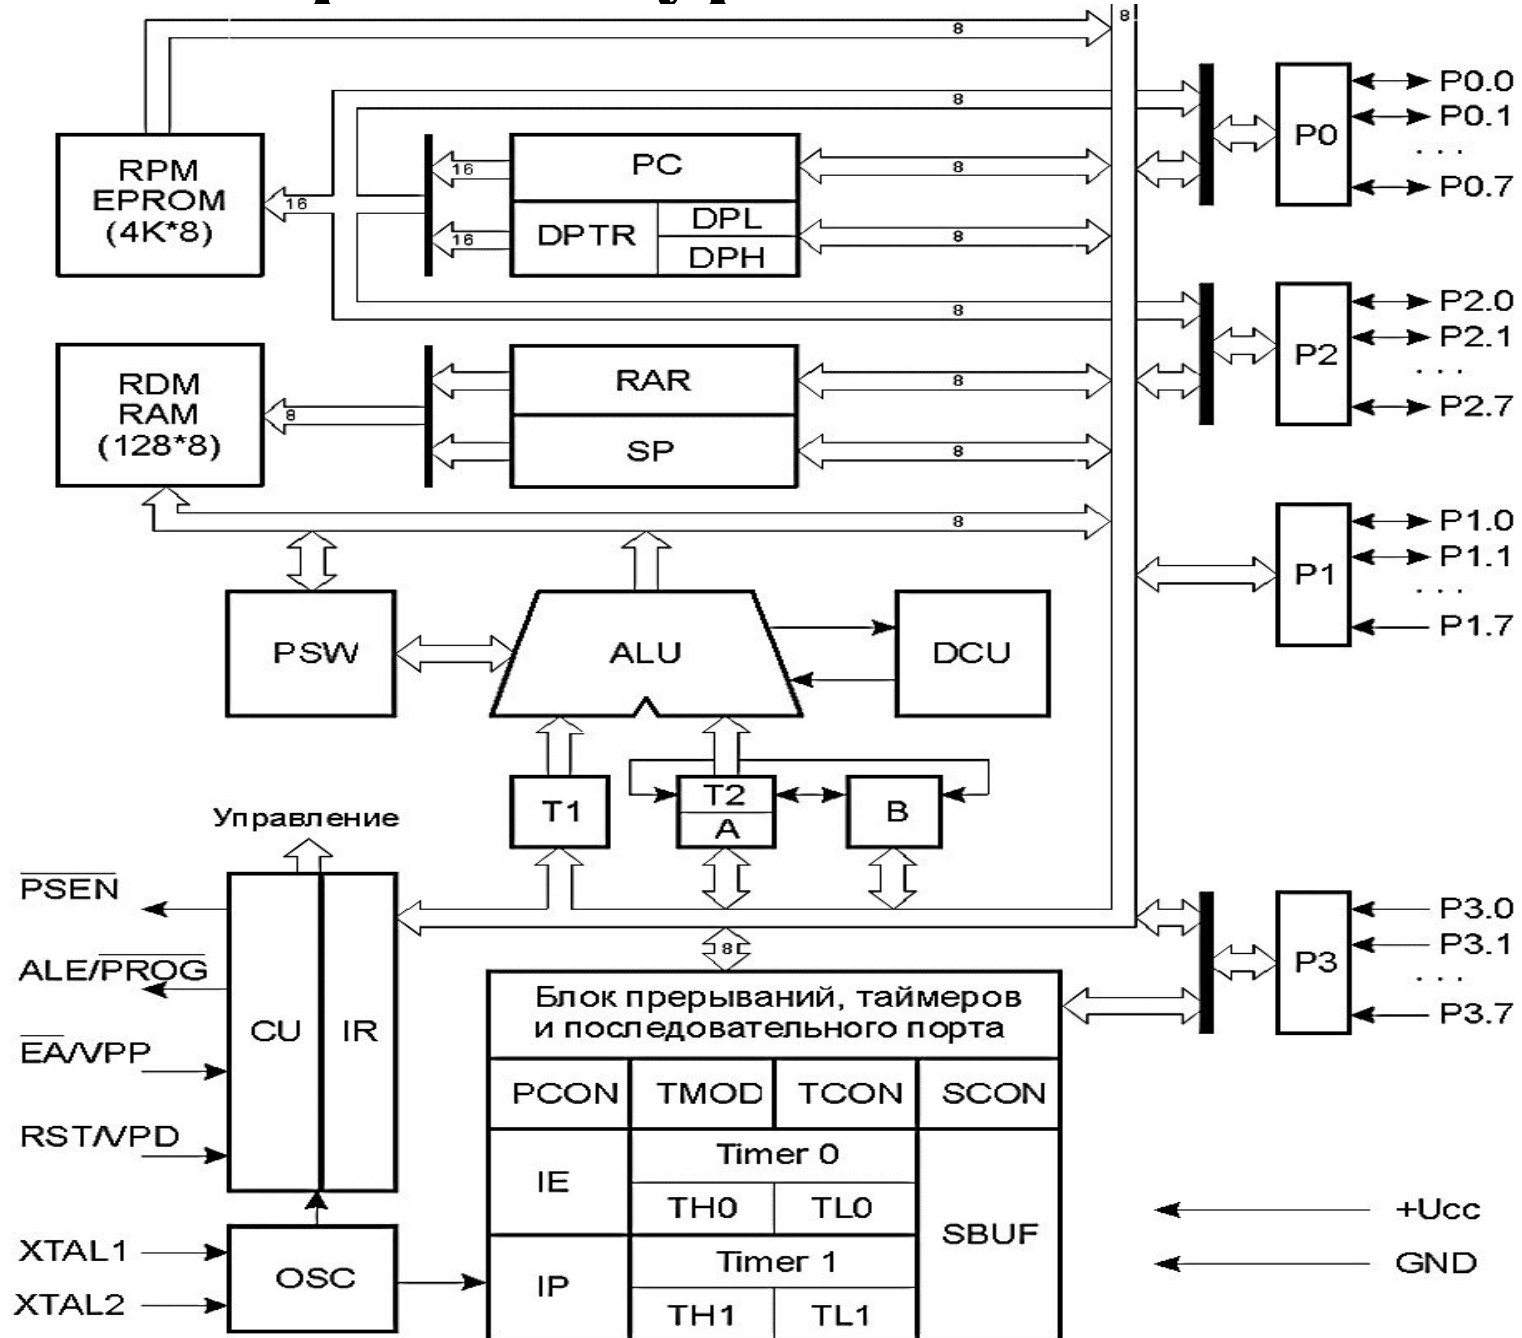 8
8
8
P0
P0.0
P0.1
. . .
P0.7
RPM
EPROM
(4K*8)
16
16
16
PC
DPTR
DPL
DPH
8
8
8
P2
P2.0
P2.1
. . .
P2.7
RDM
RAM
(128*8)
8
RAR
SP
8
8
8
P1
P1.0
P1.1
. . .
P1.7
PSW
ALU
DCU
T1
T2
A
B
Управление
PSEN
ALE/PROG
EA/VPP
RST/VPD
XTAL1
XTAL2
CU
IR
OSC
8
Блок прерываний, таймеров
и последовательного порта
PCON
TMOD
TCON
SCON
IE
Timer 0
TH0
TL0
SBUF
IP
Timer 1
TH1
TL1
P3
P3.0
P3.1
. . .
P3.7
+Ucc
GND